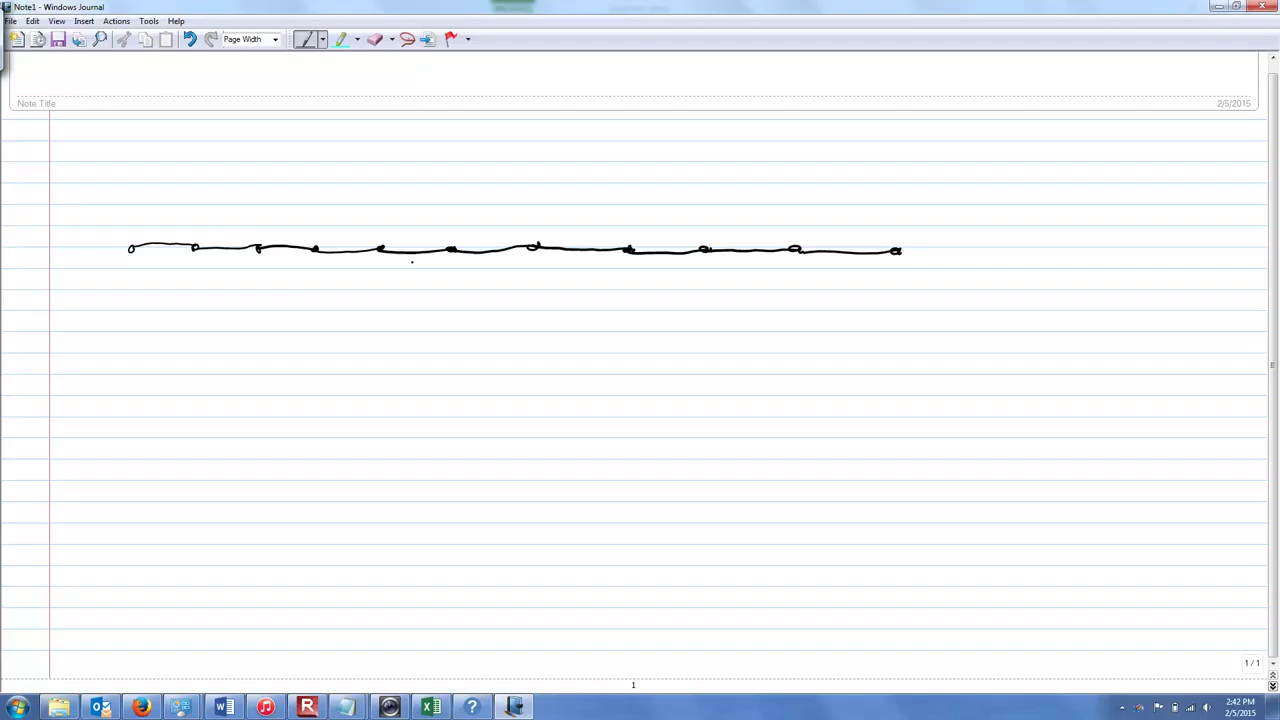 Note1 - Windows Journal
File Edit View Insert Actions Tools Help
Page Width
Note Title
2/5/2015
1 / 1
1
2:42 PM
2/5/2015